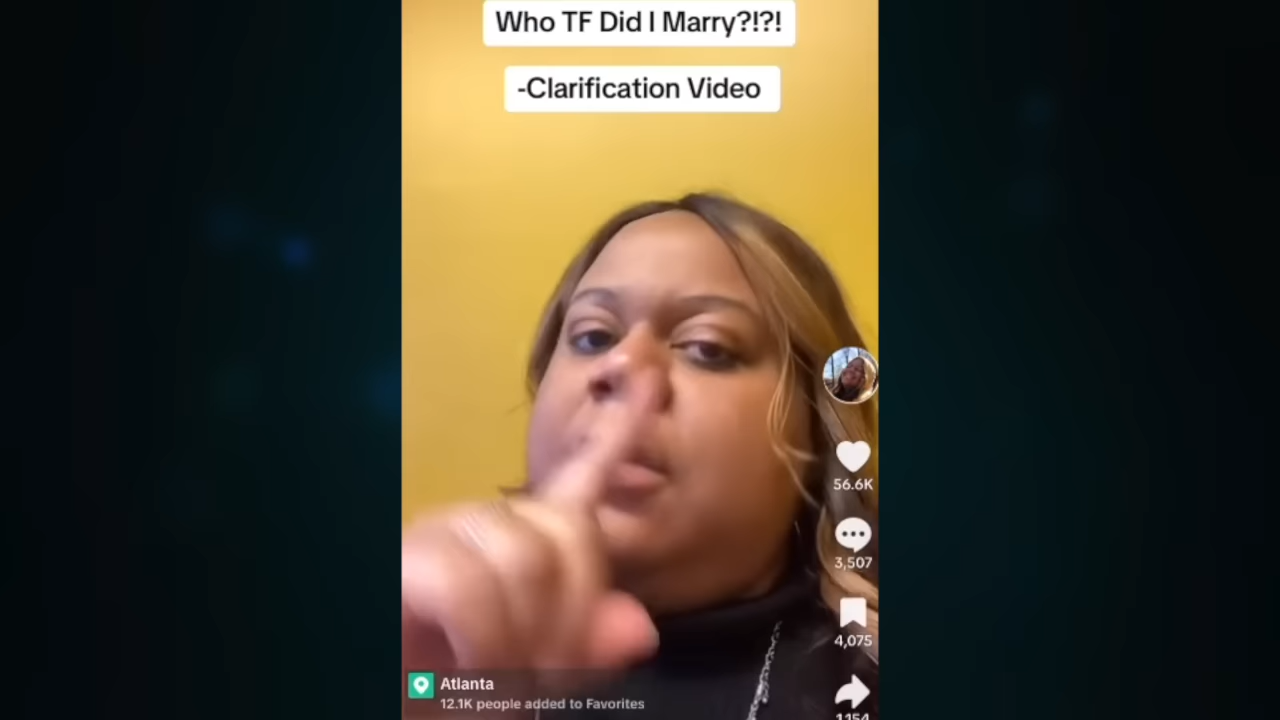 Who TF Did I Marry?!?!
-Clarification Video
56.6K
3,507
4,075
Atlanta
12.1K people added to Favorites
1154